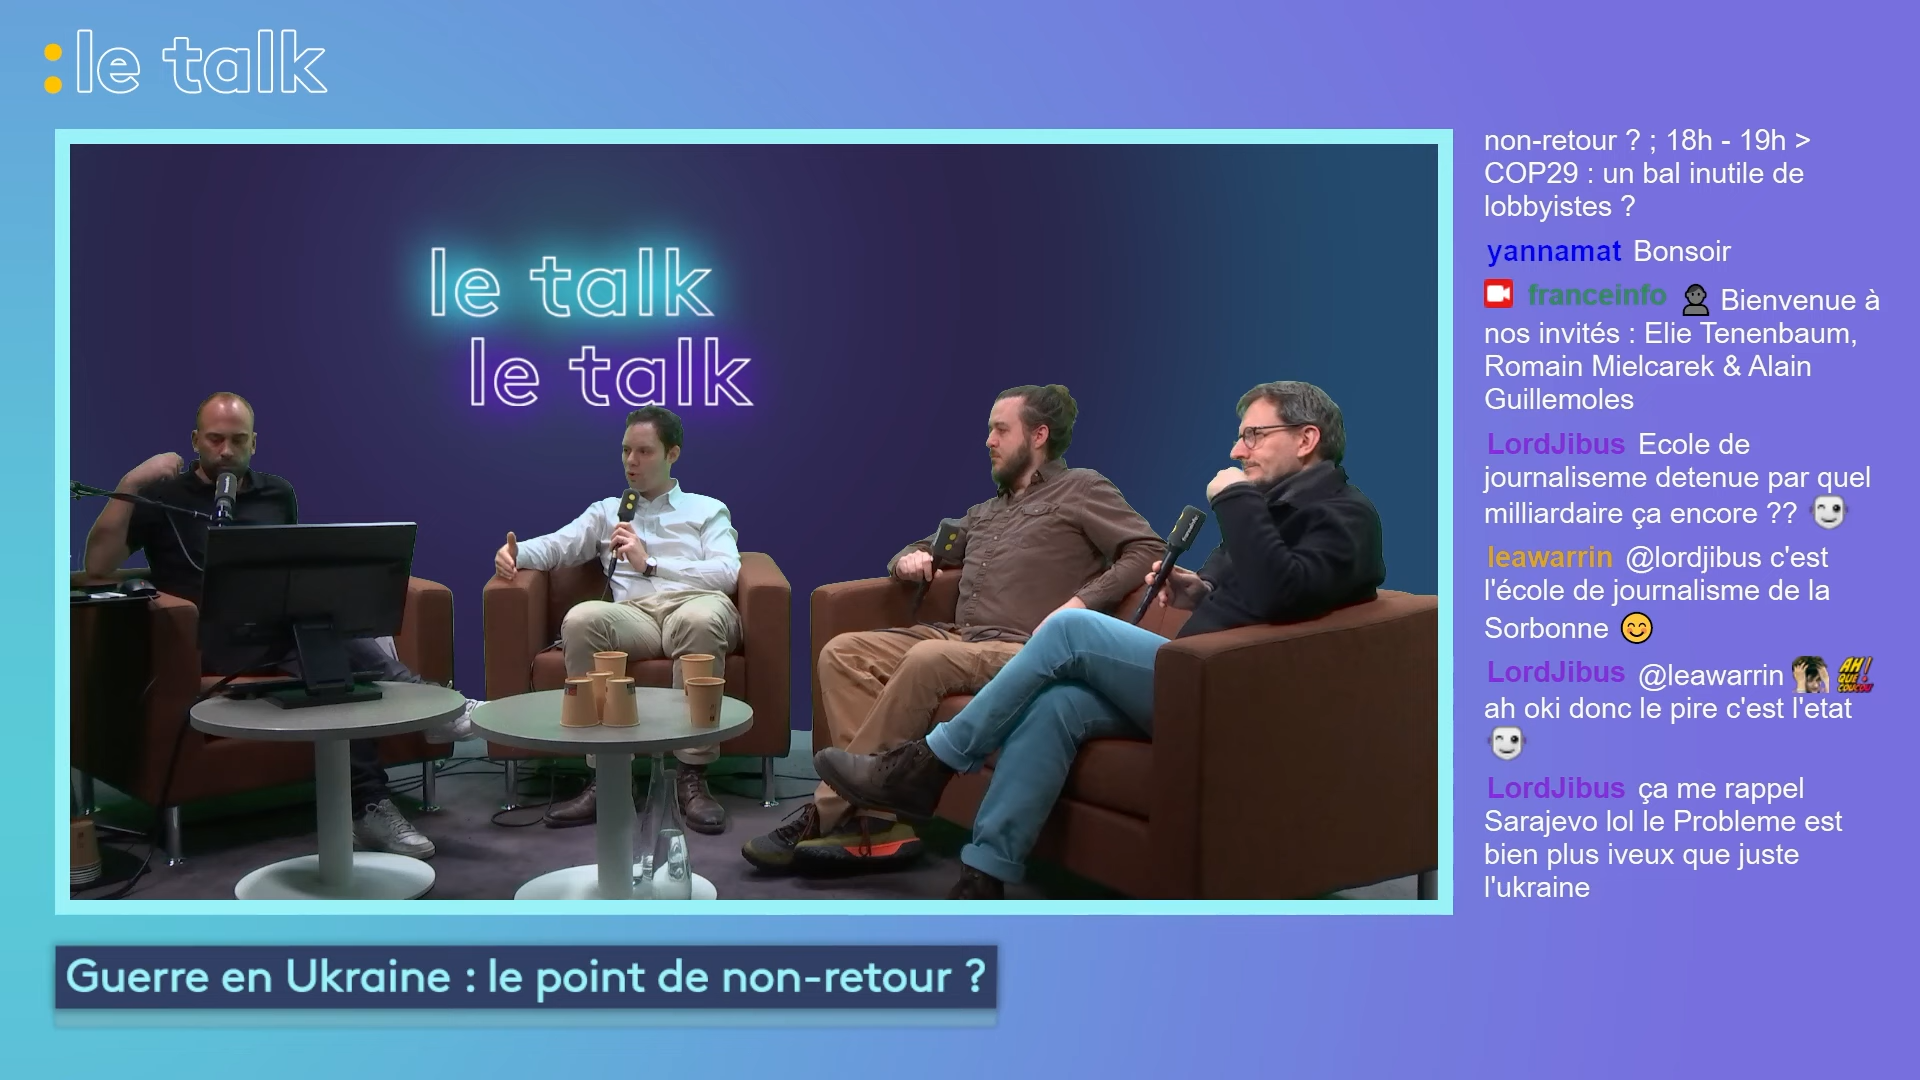 :le talk
le talk
le talk
non-retour ? ; 18h - 19h >
COP29 : un bal inutile de
lobbyistes ?
yannamat Bonsoir
franceinfo Bienvenue à
nos invités : Elie Tenenbaum,
Romain Mielcarek & Alain
Guillemoles
LordJibus Ecole de
journaliseme detenue par quel
milliardaire ça encore ??
leawarrin @lordjibus c'est
l'école de journalisme de la
Sorbonne
LordJibus @leawarrin AH! QUE COUCOU
ah oki donc le pire c'est l'etat
LordJibus ça me rappel
Sarajevo lol le Probleme est
bien plus iveux que juste
l'ukraine
Guerre en Ukraine : le point de non-retour ?